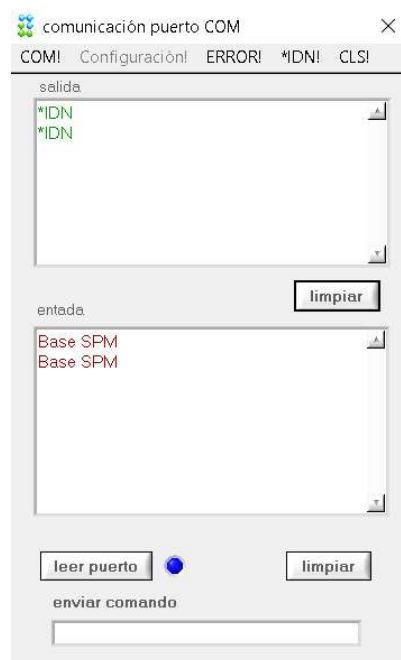 comunicación puerto COM
COM! Configuración! ERROR! *IDN! CLS!
salida
*IDN
*IDN
limpiar
entada
Base SPM
Base SPM
leer puerto limpiar
enviar comando